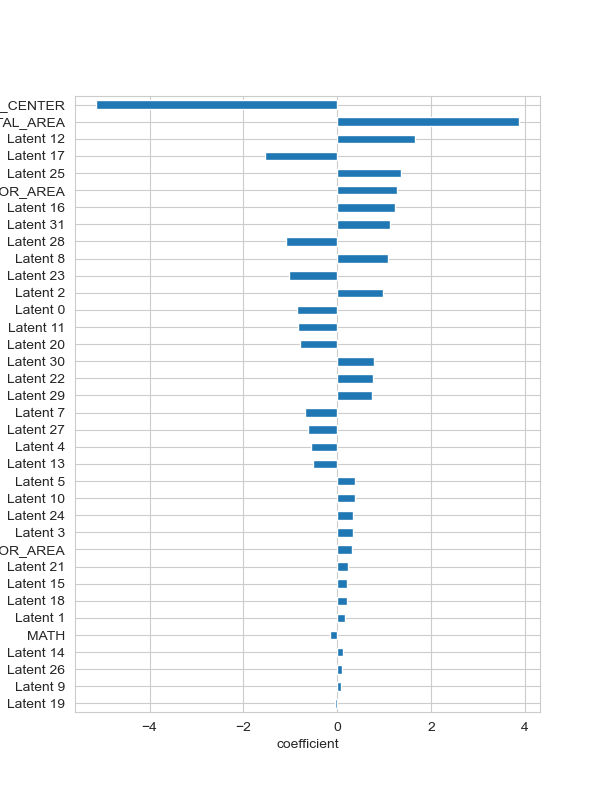 _CENTER
TAL_AREA
Latent 12
Latent 17
Latent 25
OR_AREA
Latent 16
Latent 31
Latent 28
Latent 8
Latent 23
Latent 2
Latent 0
Latent 11
Latent 20
Latent 30
Latent 22
Latent 29
Latent 7
Latent 27
Latent 4
Latent 13
Latent 5
Latent 10
Latent 24
Latent 3
OR_AREA
Latent 21
Latent 15
Latent 18
Latent 1
MATH
Latent 14
Latent 26
Latent 9
Latent 19
−4 −2 0 2 4
coefficient